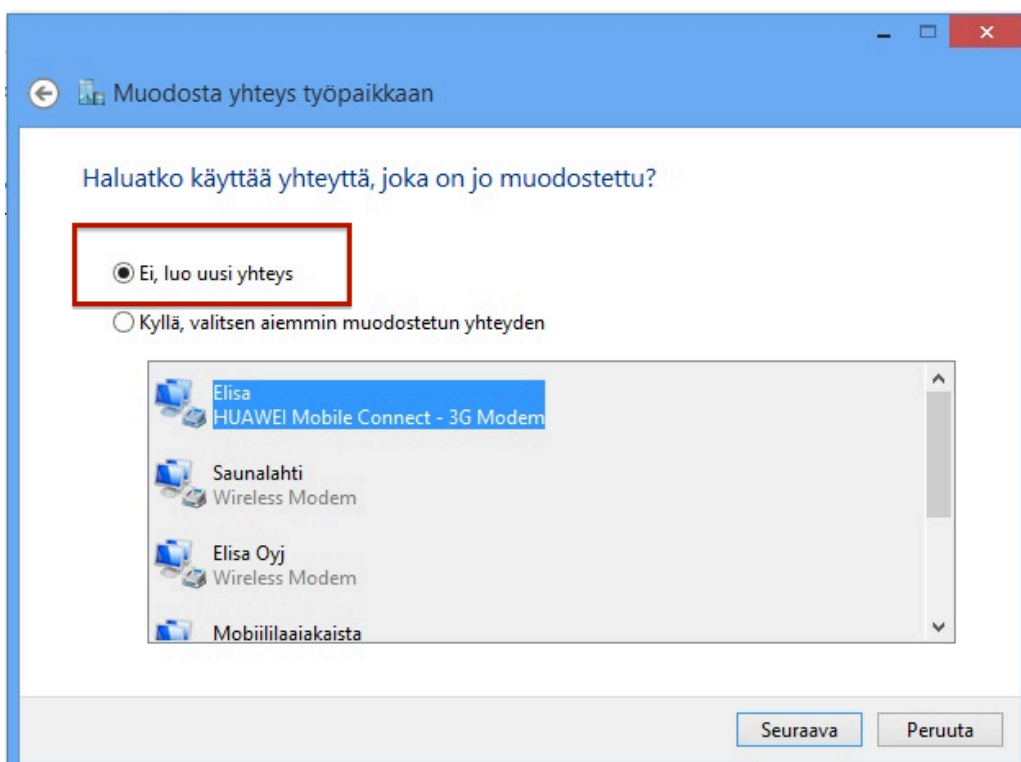 Muodosta yhteys työpaikkaan
Haluatko käyttää yhteyttä, joka on jo muodostettu?
Ei, luo uusi yhteys
Kyllä, valitsen aiemmin muodostetun yhteyden
Elisa
HUAWEI Mobile Connect - 3G Modem
Saunalahti
Wireless Modem
Elisa Oyj
Wireless Modem
Mobiililaajakaista
Seuraava Peruuta